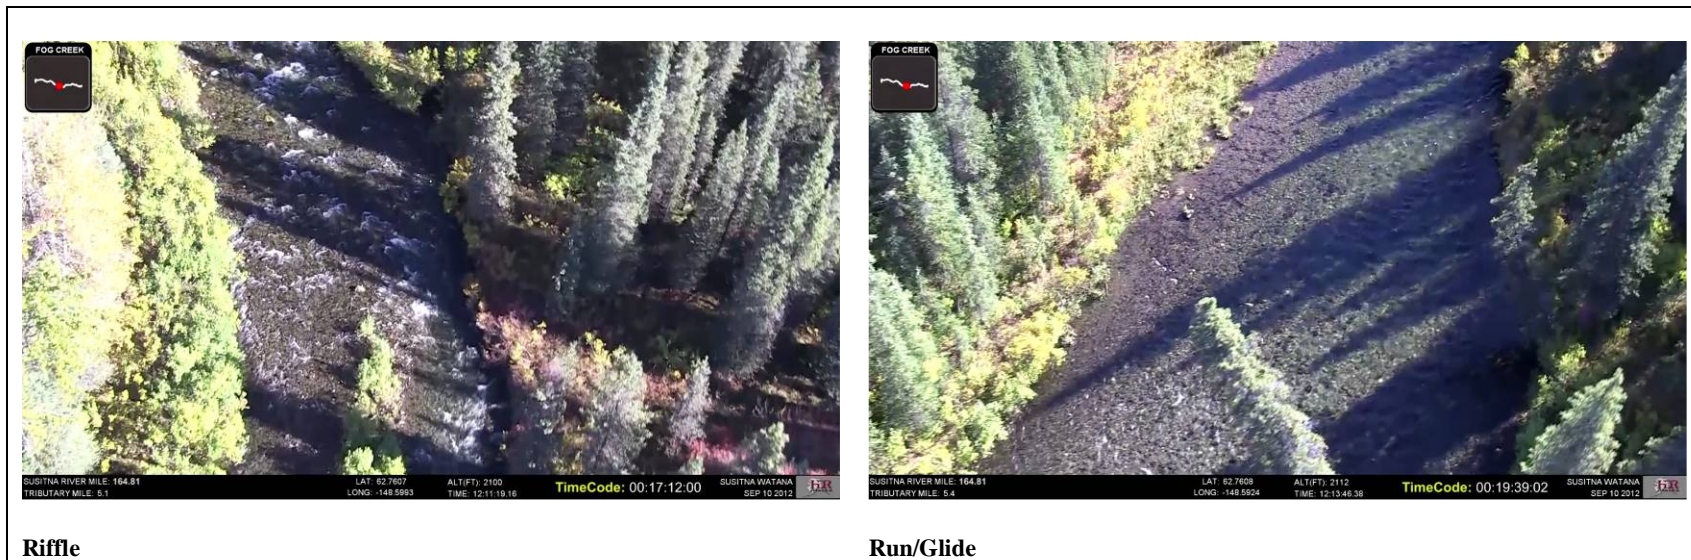 FOG CREEK
SUSITNA RIVER MILE: 164.81
TRIBUTARY MILE: 5.1
LAT: 62.7607
LONG: -148.5993
ALT(FT): 2100
TIME: 12:11:19.16
TimeCode: 00:17:12:00
SUSITNA WATANA
SEP 10 2012
HR
Riffle
FOG CREEK
SUSITNA RIVER MILE: 164.81
TRIBUTARY MILE: 5.4
LAT: 62.7608
LONG: -148.5924
ALT(FT): 2112
TIME: 12:13:46.38
TimeCode: 00:19:39:02
SUSITNA WATANA
SEP 10 2012
HR
Run/Glide